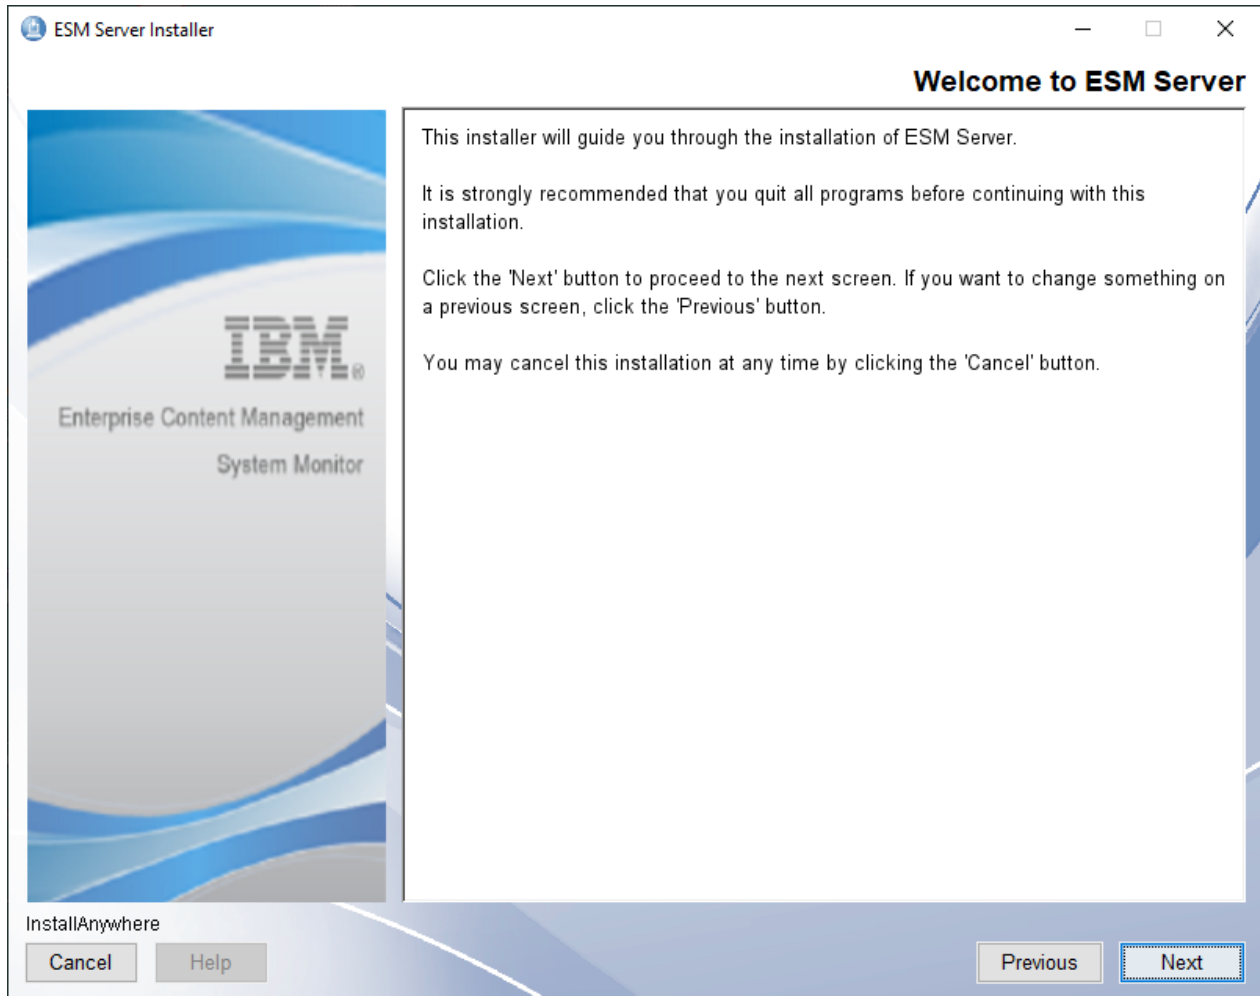 ESM Server Installer
Welcome to ESM Server
This installer will guide you through the installation of ESM Server.
It is strongly recommended that you quit all programs before continuing with this
installation.
Click the 'Next' button to proceed to the next screen. If you want to change something on
a previous screen, click the 'Previous' button.
You may cancel this installation at any time by clicking the 'Cancel' button.
IBM®
Enterprise Content Management
System Monitor
InstallAnywhere
Cancel
Help
Previous
Next